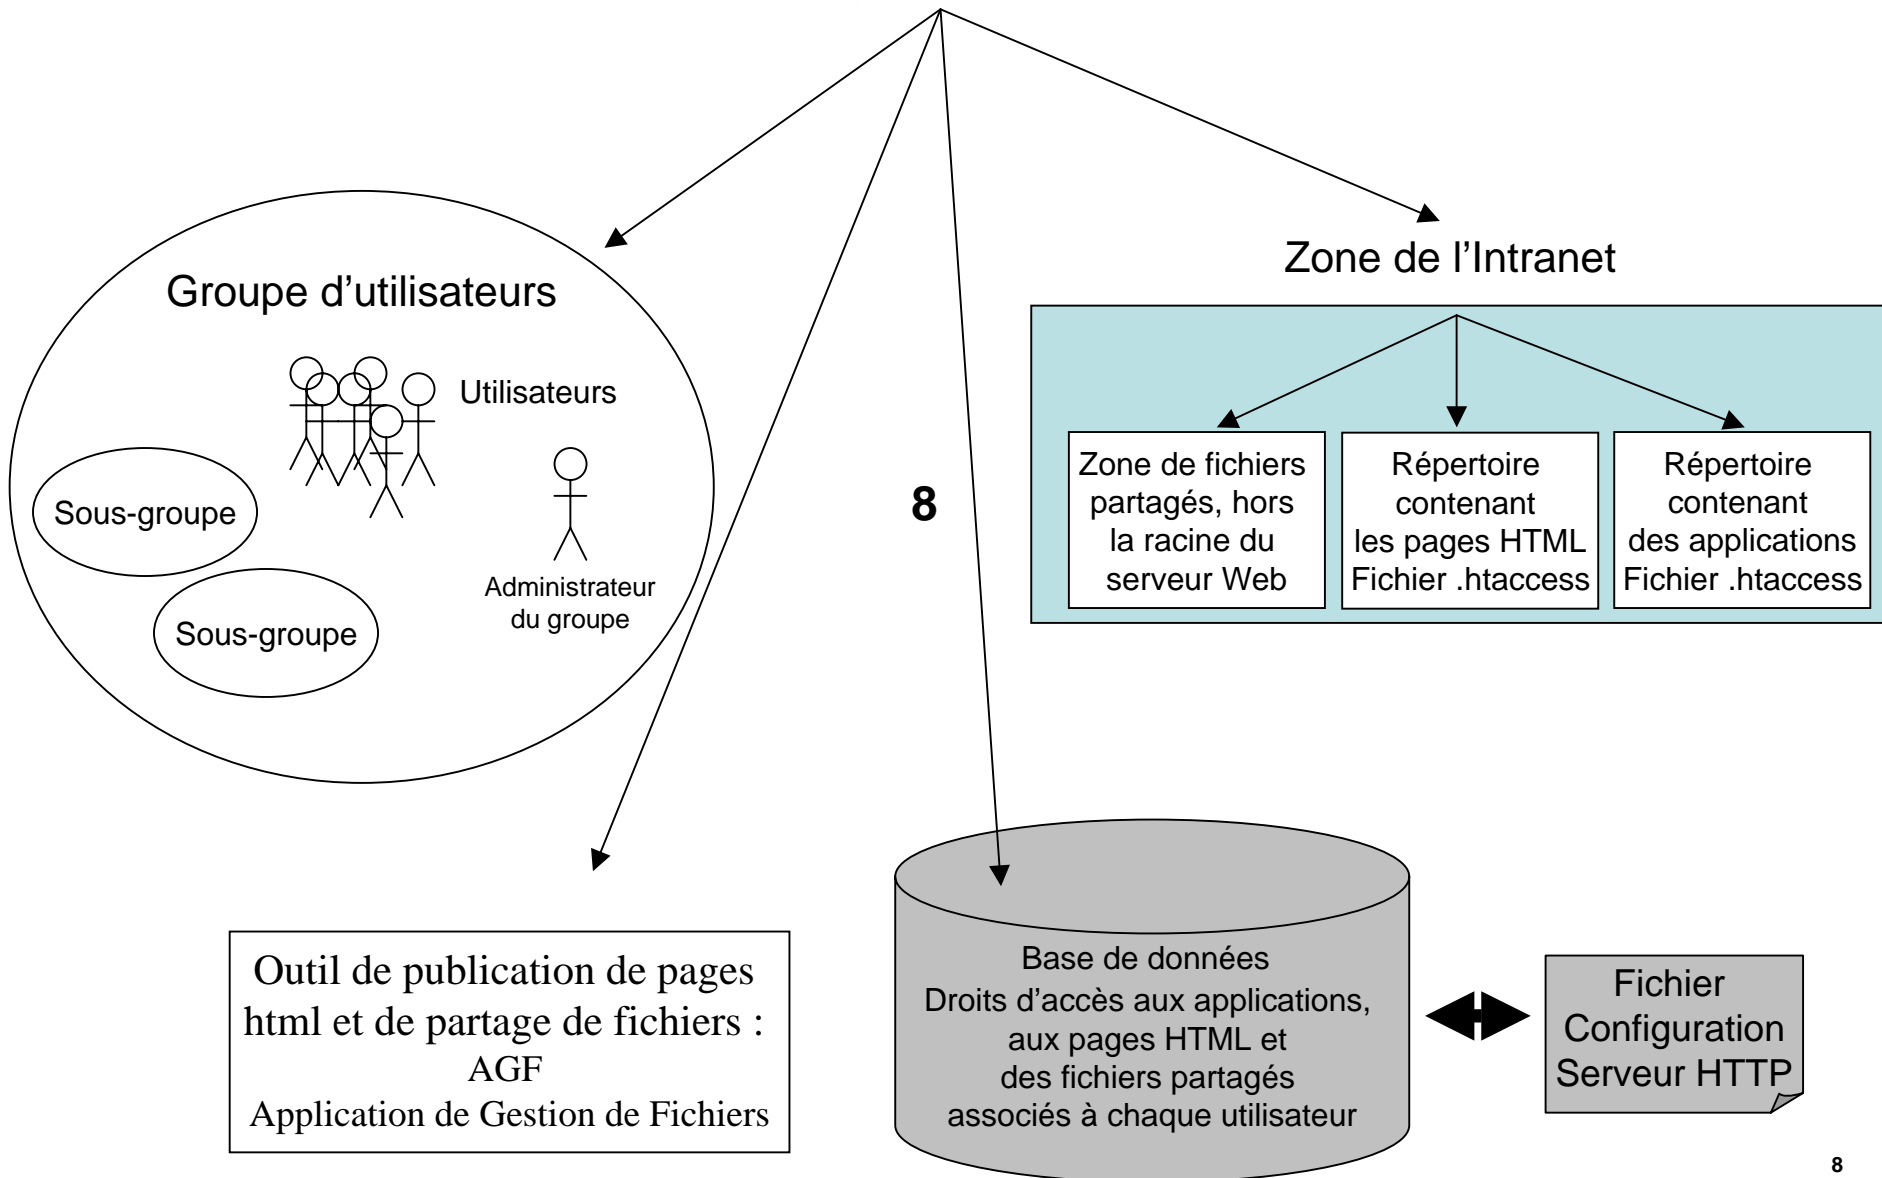 Groupe d'utilisateurs
Utilisateurs
Sous-groupe
Sous-groupe
Administrateur
du groupe
Zone de l'Intranet
Zone de fichiers
partagés, hors
la racine du
serveur Web
Répertoire
contenant
les pages HTML
Fichier .htaccess
Répertoire
contenant
des applications
Fichier .htaccess
8
Outil de publication de pages
html et de partage de fichiers :
AGF
Application de Gestion de Fichiers
Base de données
Droits d'accès aux applications,
aux pages HTML et
des fichiers partagés
associés à chaque utilisateur
Fichier
Configuration
Serveur HTTP
8